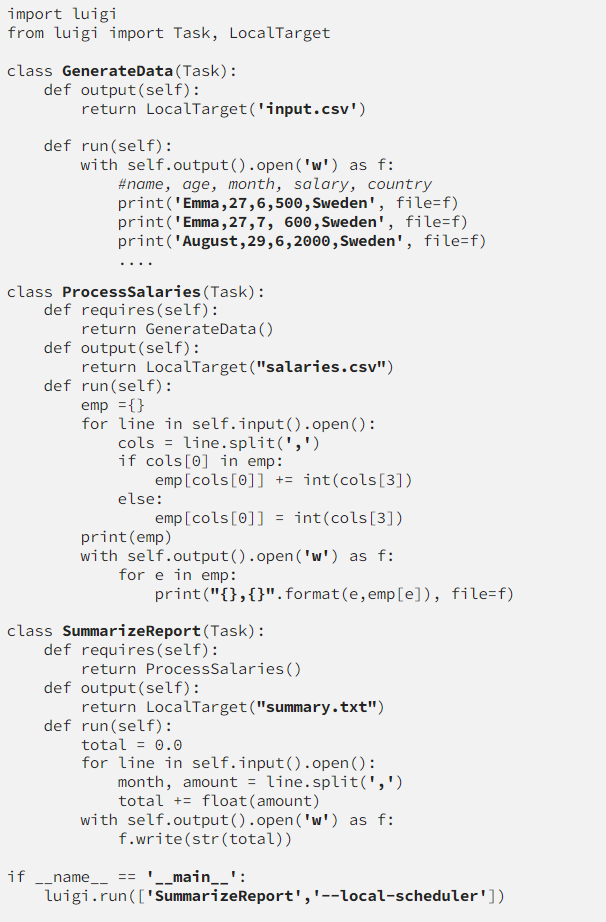 import luigi
from luigi import Task, LocalTarget

class GenerateData(Task):
    def output(self):
        return LocalTarget('input.csv')

    def run(self):
        with self.output().open('w') as f:
            #name, age, month, salary, country
            print('Emma,27,6,500,Sweden', file=f)
            print('Emma,27,7, 600,Sweden', file=f)
            print('August,29,6,2000,Sweden', file=f)
            ....

class ProcessSalaries(Task):
    def requires(self):
        return GenerateData()
    def output(self):
        return LocalTarget("salaries.csv")
    def run(self):
        emp ={}
        for line in self.input().open():
            cols = line.split(',')
            if cols[0] in emp:
                emp[cols[0]] += int(cols[3])
            else:
                emp[cols[0]] = int(cols[3])
        print(emp)
        with self.output().open('w') as f:
            for e in emp:
                print("{},{}".format(e,emp[e]), file=f)

class SummarizeReport(Task):
    def requires(self):
        return ProcessSalaries()
    def output(self):
        return LocalTarget("summary.txt")
    def run(self):
        total = 0.0
        for line in self.input().open():
            month, amount = line.split(',')
            total += float(amount)
        with self.output().open('w') as f:
            f.write(str(total))

if __name__ == '__main__':
    luigi.run(['SummarizeReport','--local-scheduler'])